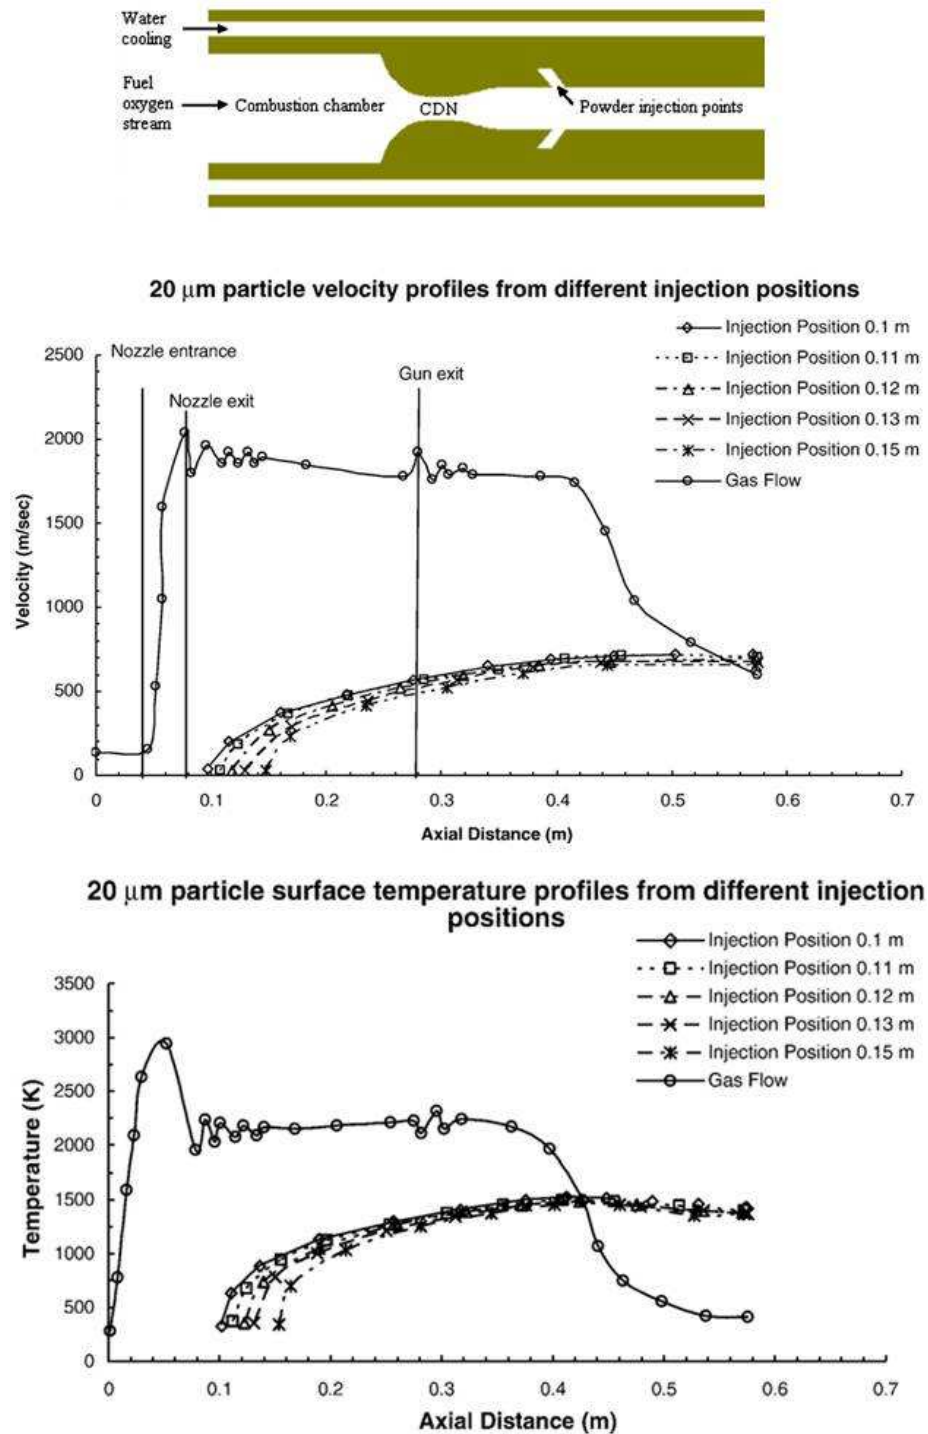 Water
cooling
Fuel
oxygen
stream
Combustion chamber
CDN
Powder injection points
20 μm particle velocity profiles from different injection positions
Injection Position 0.1 m
Injection Position 0.11 m
Injection Position 0.12 m
Injection Position 0.13 m
Injection Position 0.15 m
Gas Flow
Nozzle entrance
Nozzle exit
Gun exit
Velocity (m/sec)
2500
2000
1500
1000
500
0
0 0.1 0.2 0.3 0.4 0.5 0.6 0.7
Axial Distance (m)
20 μm particle surface temperature profiles from different injection
positions
Injection Position 0.1 m
Injection Position 0.11 m
Injection Position 0.12 m
Injection Position 0.13 m
Injection Position 0.15 m
Gas Flow
Temperature (K)
3500
3000
2500
2000
1500
1000
500
0
0 0.1 0.2 0.3 0.4 0.5 0.6 0.7
Axial Distance (m)